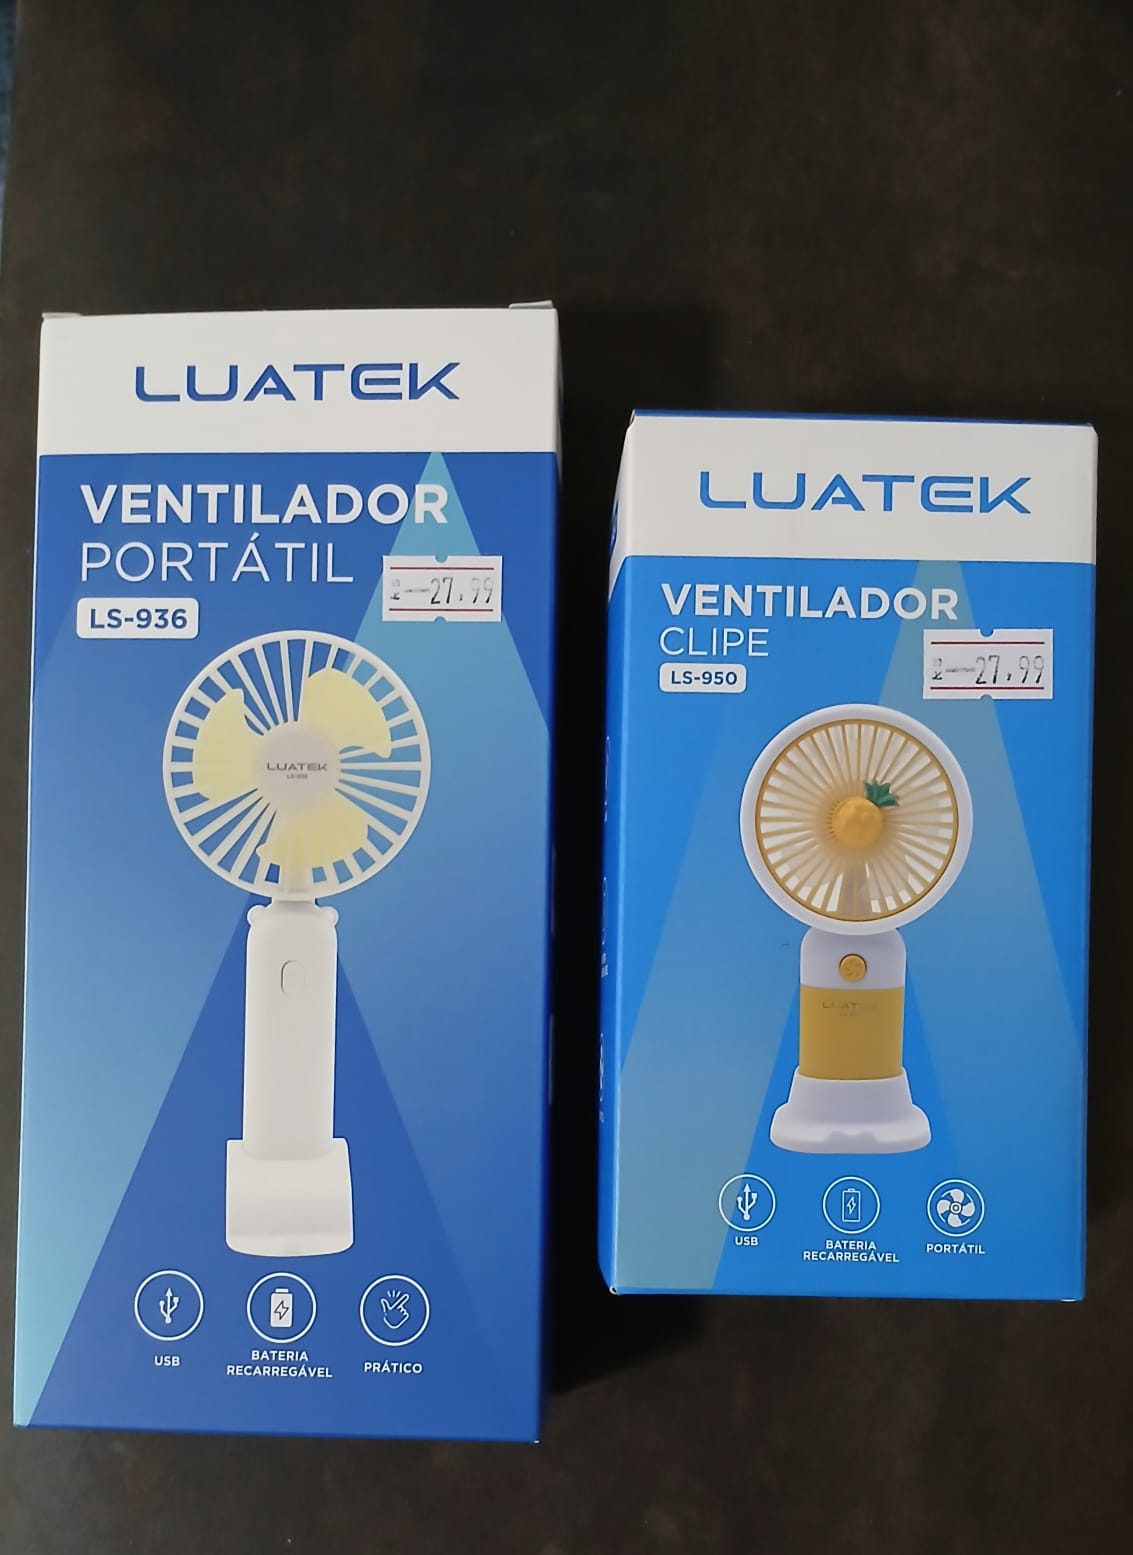 LUATEK
VENTILADOR
PORTÁTIL
27,99
LS-936
LUATEK
USB
BATERIA
RECARREGÁVEL
PRÁTICO
LUATEK
VENTILADOR
CLIPE
27,99
LS-950
LUATEK
USB
BATERIA
RECARREGÁVEL
PORTÁTIL